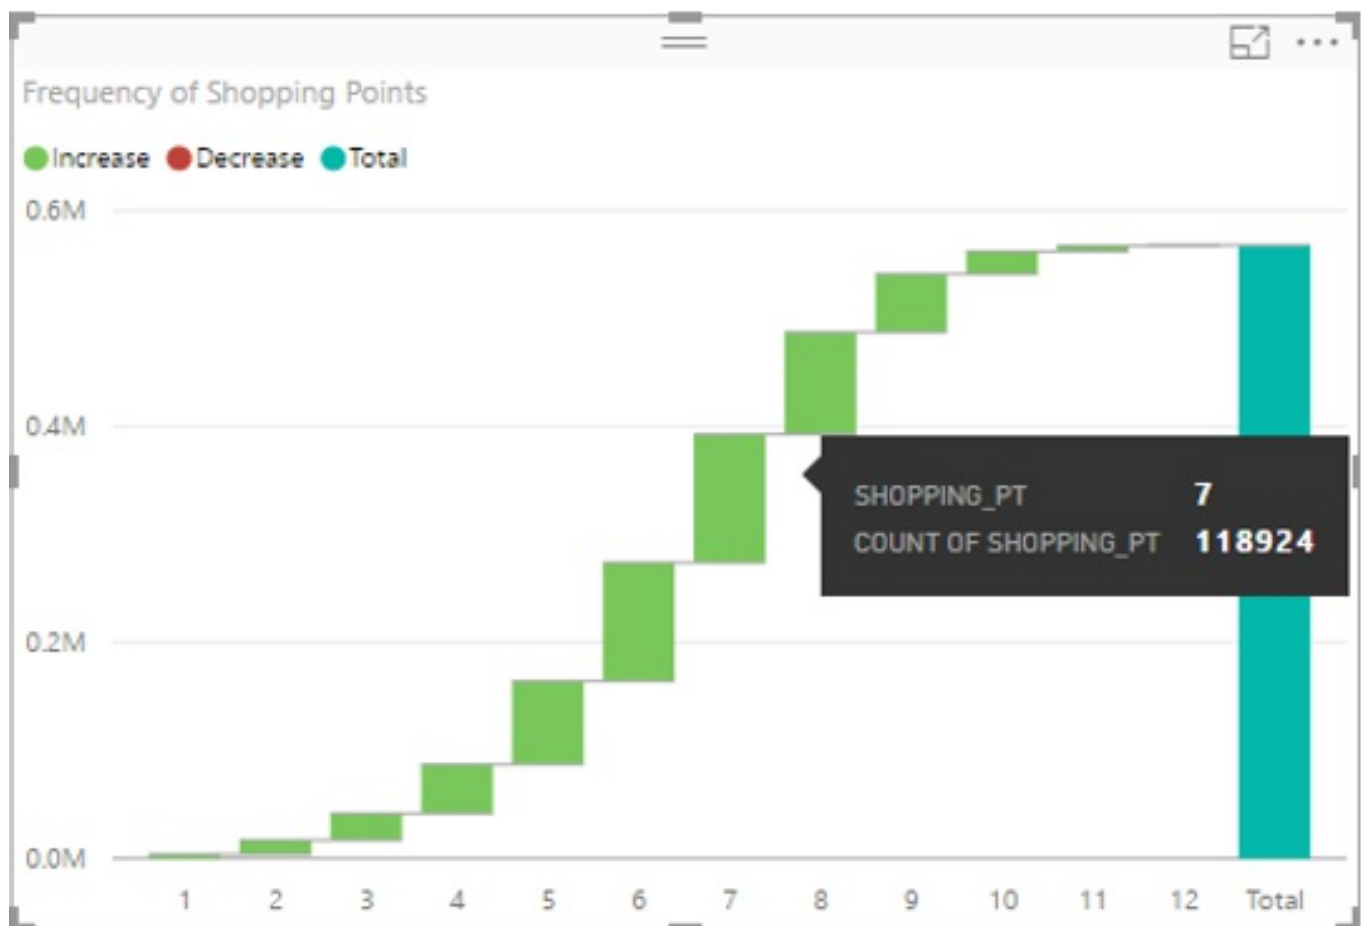 Frequency of Shopping Points
Increase Decrease Total
0.6M
0.4M
SHOPPING_PT 7
COUNT OF SHOPPING_PT 118924
0.2M
0.0M
1 2 3 4 5 6 7 8 9 10 11 12 Total